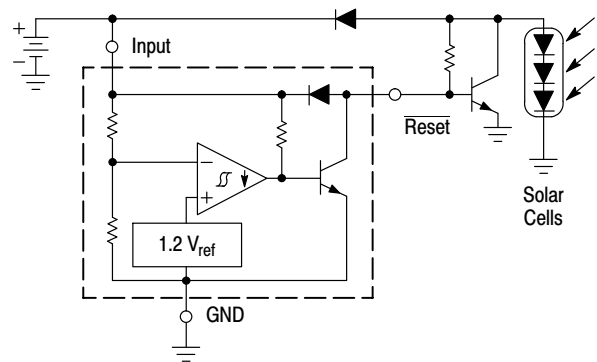 +
−
Input
Reset
−
+
1.2 Vref
Solar
Cells
GND